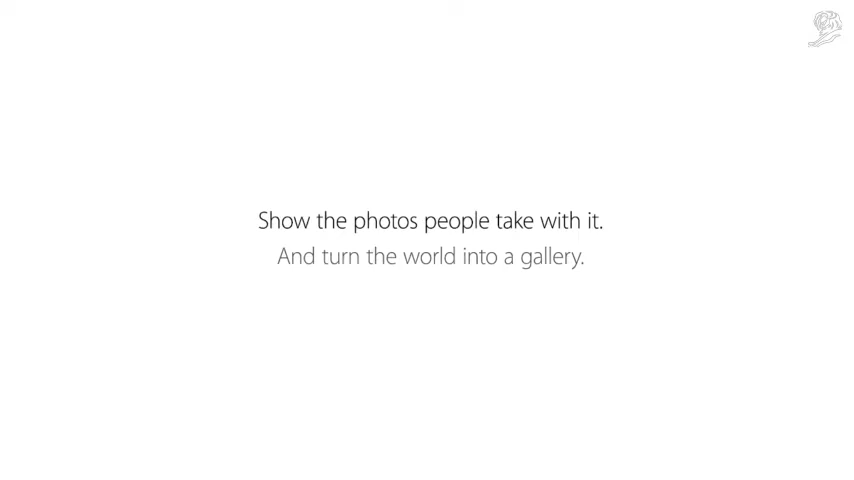 Show the photos people take with it.
And turn the world into a gallery.